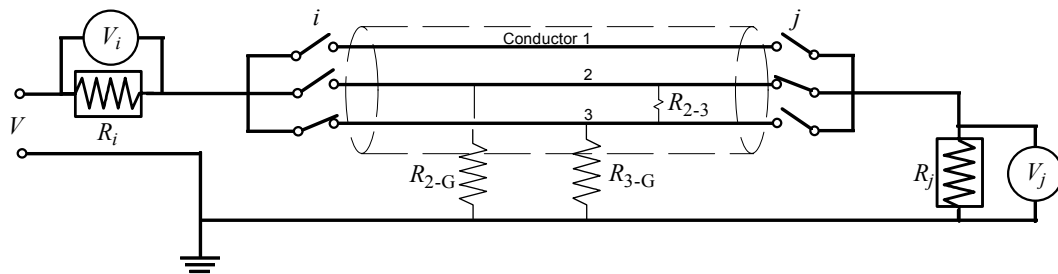 i
j
V_i
Conductor 1
2
R_2-3
V
R_i
3
R_2-G
R_3-G
R_j
V_j